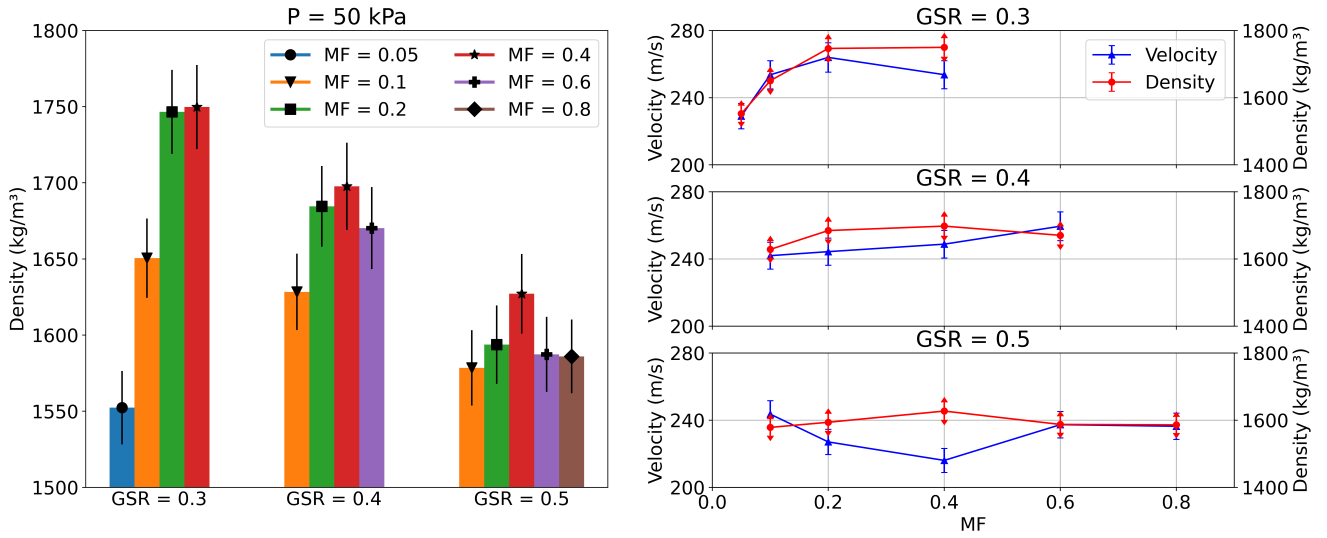 P = 50 kPa
Density (kg/m³)
1800
1750
1700
1650
1600
1550
1500
MF = 0.05
MF = 0.1
MF = 0.2
MF = 0.4
MF = 0.6
MF = 0.8
GSR = 0.3
GSR = 0.4
GSR = 0.5
GSR = 0.3
Velocity (m/s)
280
240
200
Velocity
Density
1800
1600
1400
Density (kg/m³)
GSR = 0.4
Velocity (m/s)
280
240
200
1800
1600
1400
Density (kg/m³)
GSR = 0.5
Velocity (m/s)
280
240
200
1800
1600
1400
Density (kg/m³)
0.0 0.2 0.4 0.6 0.8
MF